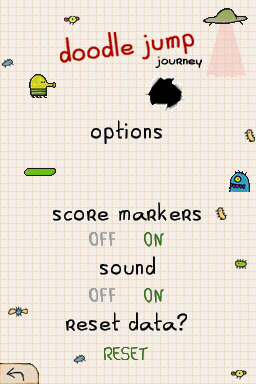 doodle jump
journey
options
score markers
OFF ON
sound
OFF ON
reset data?
RESET